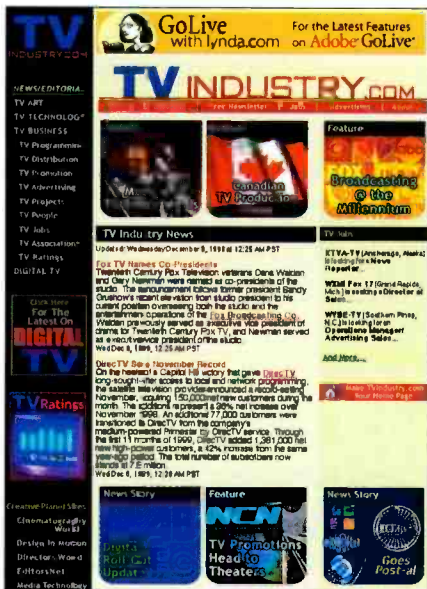 TV
INDUSTRY.COM
GoLive
with lynda.com
For the Latest Features
on Adobe GoLive
TVINDUSTRY.COM
Free Newsletter | Jobs | Advertising | About
NEWS/EDITORIA
TV ART
TV TECHNOLOG
TV BUSINESS
TV Programming
TV Distribution
TV Promotion
TV Advertising
TV Projects
TV People
TV Jobs
TV Association
TV Ratings
DIGITAL TV
Click Here
For The
Latest On
DIGITAL
TV
TVRatings
Creative Planet Sites
Cinematography
World
Design In Motion
Directors World
EditorsNet
Media Technology
Canadian
TV Production
Feature
Broadcasting
@ the
Millennium
TV Industry News
Updated: Wednesday December 8, 1999 at 12:25 AM PST
Fox TV Names Co-Presidents
Twentieth Century Fox Television veterans Dana Walden
and Gary Newman were named as co-presidents of the
studio. The announcement follows former president Sandy
Grushow's recent elevation from studio president to his
current position overseeing both the studio and the
entertainment operations of the Fox Broadcasting Co.
Walden previously served as executive vice president of
drama for Twentieth Century Fox TV, and Newman served
as executive vice president of the studio.
Wed Dec 8, 1999, 12:25 AM PST
DirecTV Sets November Record
On the heels of a Capitol Hill victory that gave DirecTV
long-sought-after access to local and network programming,
the satellite television provider announced a record-setting
November, acquiring 150,000 net new customers during the
month. The additions represent a 36% net increase over
November 1998. An additional 77,000 customers were
transitioned to DirecTV from the company's
medium-powered Primestar by DirecTV service. Through
the first 11 months of 1999, DirecTV added 1,381,000 net
new high-power customers, a 42% increase from the same
year-ago period. The total number of subscribers now
stands at 7.6 million.
Wed Dec 8, 1999, 12:25 AM PST
TV Jobs
KTVA-TV (Anchorage, Alaska)
is looking for a News
Reporter...
WXMI Fox 17 (Grand Rapids,
Mich.) is seeking a Director of
Sales...
WYBE-TV (Southern Pines,
N.C.) is looking for an
Operations Manager/
Advertising Sales...
And More...
Make TVIndustry.com
Your Home Page
News Story
Digital
Roll-Out
Update
Feature
NCN
TV Promotions
Head to
Theaters
News Story
Goes
Post-al